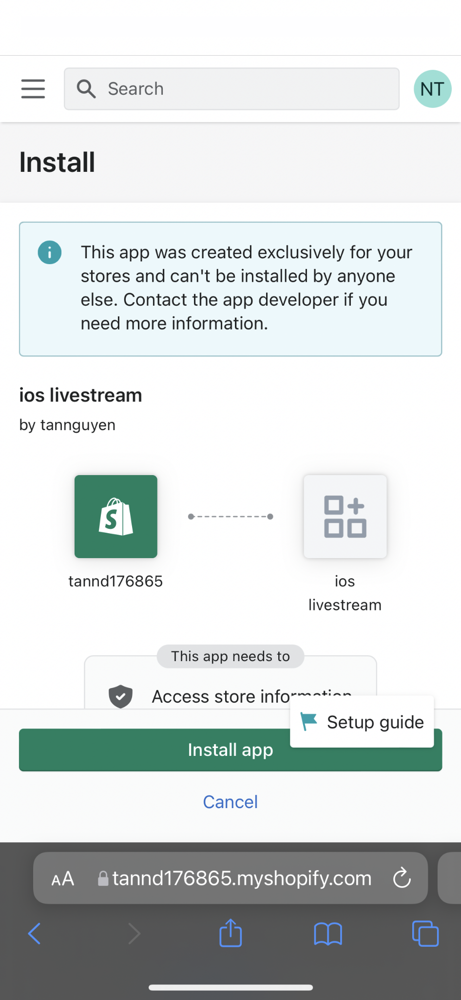 Search
NT
Install
This app was created exclusively for your
stores and can't be installed by anyone
else. Contact the app developer if you
need more information.
ios livestream
by tannguyen
S
tannd176865
ios
livestream
This app needs to
Access store information
Setup guide
Install app
Cancel
AA
tannd176865.myshopify.com